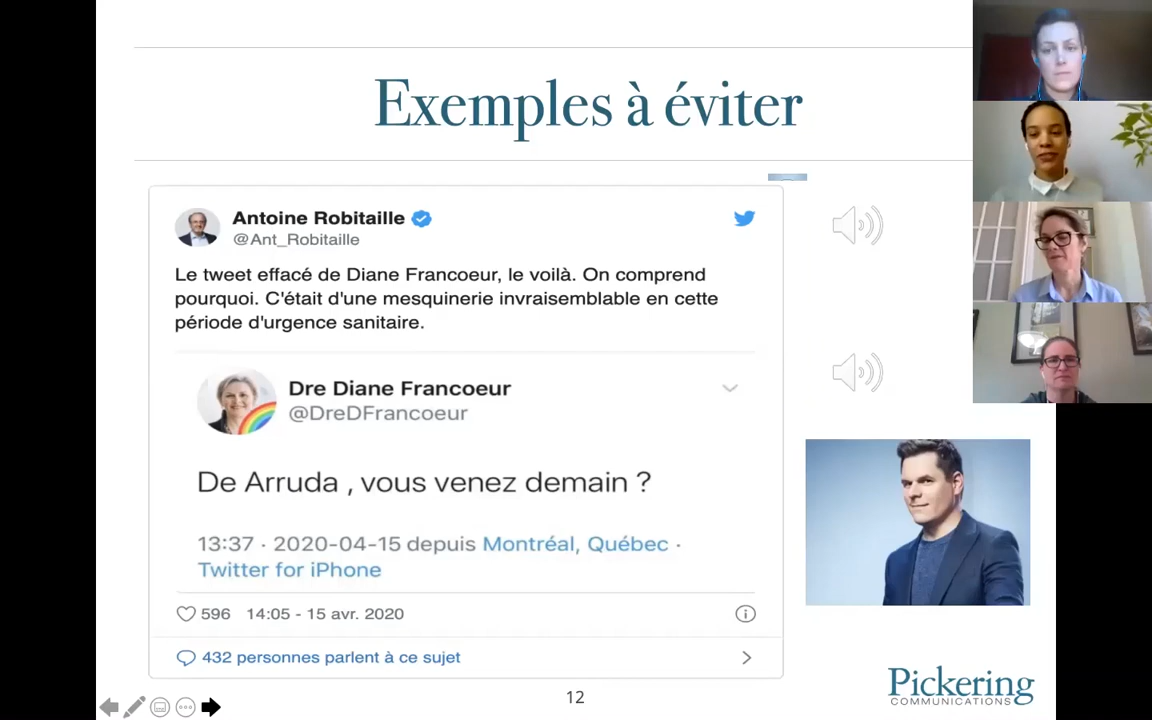 Exemples à éviter
Antoine Robitaille
@Ant_Robitaille
Le tweet effacé de Diane Francoeur, le voilà. On comprend
pourquoi. C'était d'une mesquinerie invraisemblable en cette
période d'urgence sanitaire.
Dre Diane Francoeur
@DreDFrancoeur
De Arruda , vous venez demain ?
13:37 · 2020-04-15 depuis Montréal, Québec ·
Twitter for iPhone
596 14:05 - 15 avr. 2020
432 personnes parlent à ce sujet
12
Pickering
COMMUNICATIONS